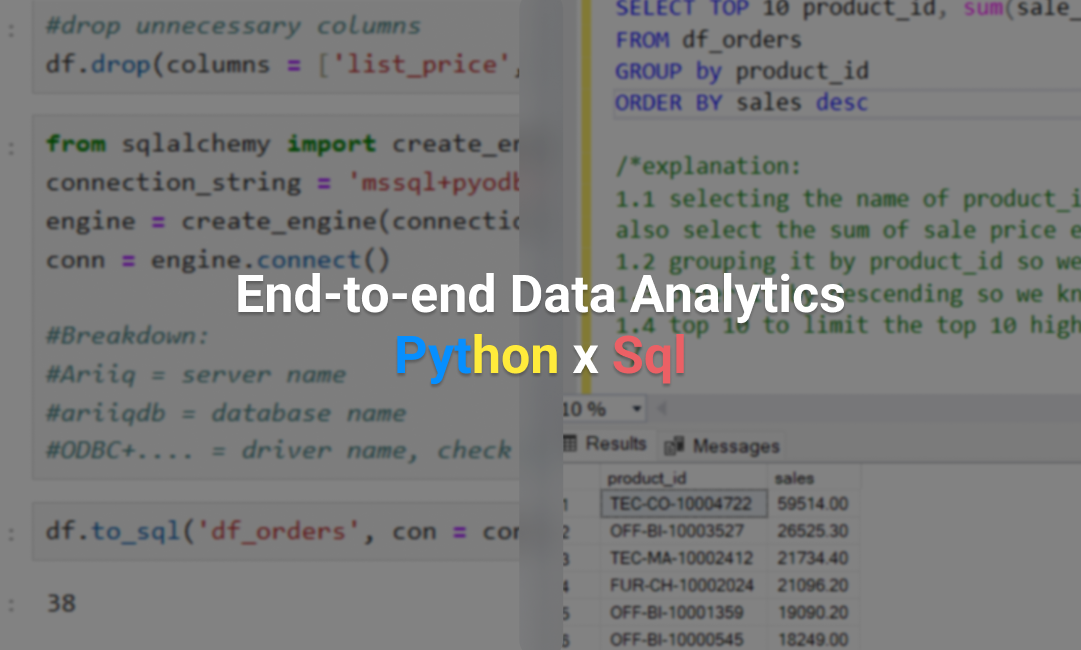 #drop unnecessary columns
df.drop(columns = ['list_price',
from sqlalchemy import create_en
connection_string = 'mssql+pyodb
engine = create_engine(connectio
conn = engine.connect()
#Breakdown:
#Ariiq = server name
#ariiqdb = database name
#ODBC+.... = driver name, check
df.to_sql('df_orders', con = con
38
End-to-end Data Analytics
Python x Sql
SELECT TOP 10 product_id, sum(sale_
FROM df_orders
GROUP by product_id
ORDER BY sales desc
/*explanation:
1.1 selecting the name of product_i
also select the sum of sale price e
1.2 grouping it by product_id so we
descending so we kn
1.4 top 10 to limit the top 10 high
10 %
Results Messages
product_id sales
1 TEC-CO-10004722 59514.00
2 OFF-BI-10003527 26525.30
3 TEC-MA-10002412 21734.40
4 FUR-CH-10002024 21096.20
5 OFF-BI-10001359 19090.20
6 OFF-BI-10000545 18249.00